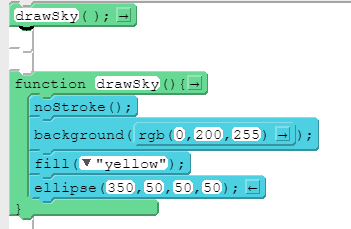 drawSky(); →
function drawSky(){ →
noStroke();
background(rgb(0,200,255) →);
fill(▼ "yellow");
ellipse(350,50,50,50); ←
}